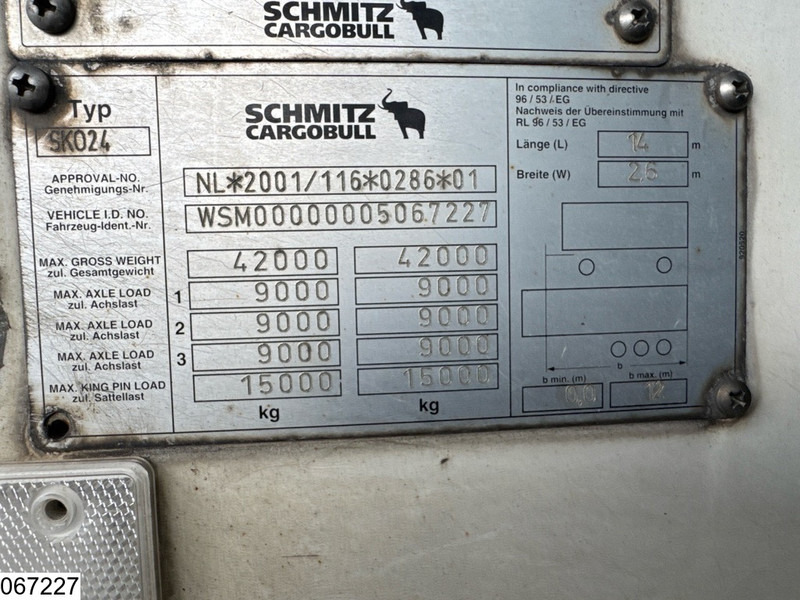 SCHMITZ
CARGOBULL
Typ
SKO24
SCHMITZ
CARGOBULL
APPROVAL-NO.
Genehmigungs-Nr.
NL*2001/116*0286*01
VEHICLE I.D. NO.
Fahrzeug-Ident.-Nr.
WSM00000005067227
MAX. GROSS WEIGHT
zul. Gesamtgewicht
42000 42000
MAX. AXLE LOAD
zul. Achslast
1 9000 9000
MAX. AXLE LOAD
zul. Achslast
2 9000 9000
MAX. AXLE LOAD
zul. Achslast
3 9000 9000
MAX. KING PIN LOAD
zul. Sattellast
15000 15000
kg kg
In compliance with directive
96 / 53 / EG
Nachweis der Übereinstimmung mit
RL 96 / 53 / EG
Länge (L) 14 m
Breite (W) 2,6 m
b
b min. (m) b max. (m)
0,0 12
067227